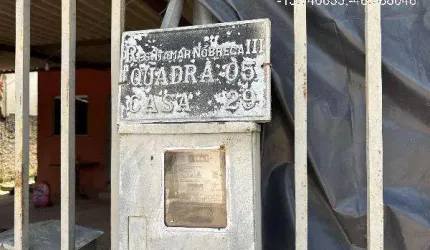 RES. ITAMAR NOBREGA III
QUADRA 05
CASA 29